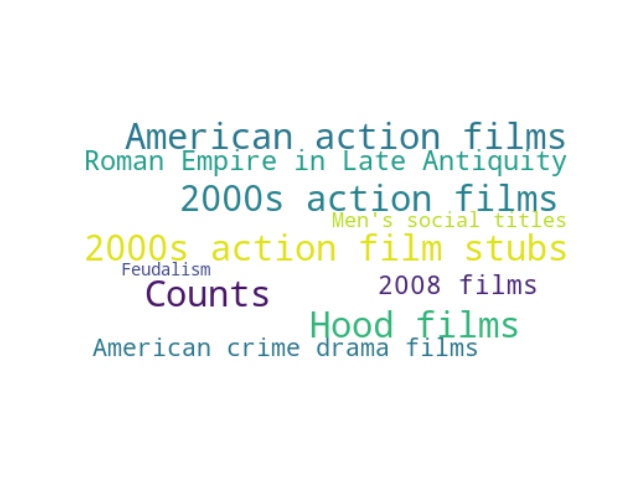 American action films
Roman Empire in Late Antiquity
2000s action films
Men's social titles
2000s action film stubs
Feudalism
Counts
2008 films
Hood films
American crime drama films